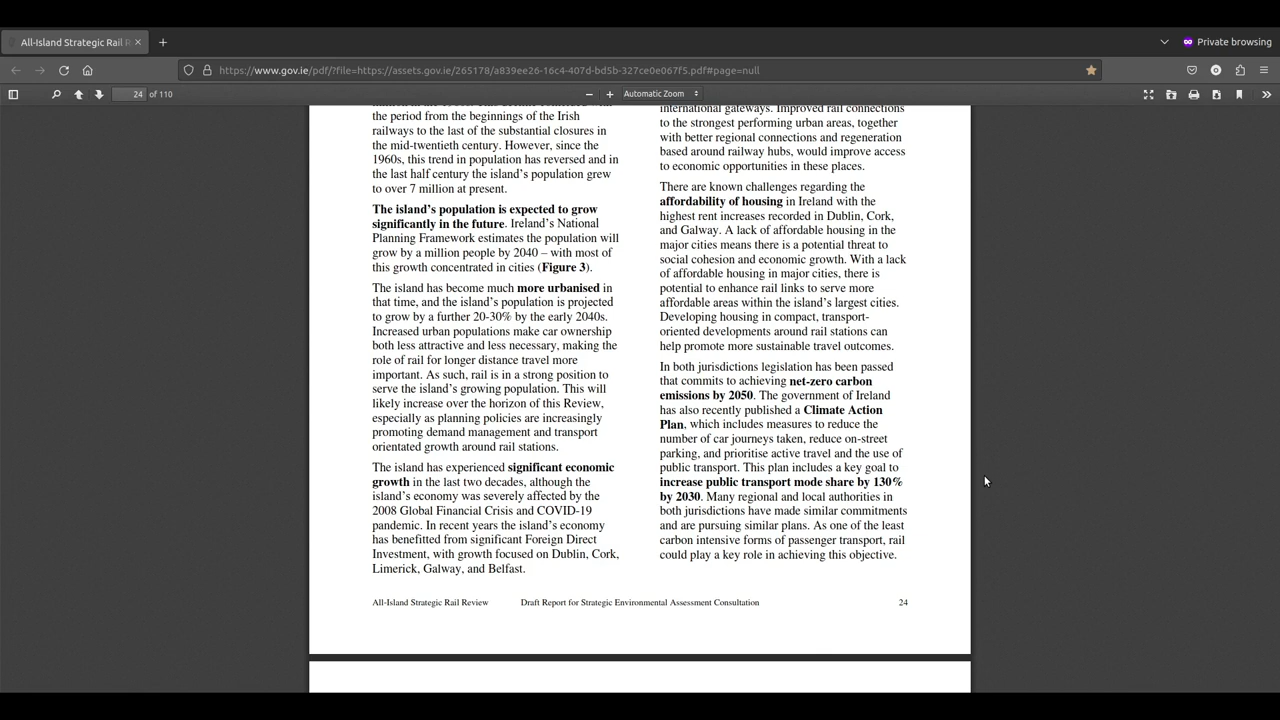 All-Island Strategic Rail R
Private browsing
https://www.gov.ie/pdf/?file=https://assets.gov.ie/265178/a839ee26-16c4-407d-bd5b-327ce0e067f5.pdf#page=null
24 of 110
Automatic Zoom
the period from the beginnings of the Irish
railways to the last of the substantial closures in
the mid-twentieth century. However, since the
1960s, this trend in population has reversed and in
the last half century the island's population grew
to over 7 million at present.
The island's population is expected to grow
significantly in the future. Ireland's National
Planning Framework estimates the population will
grow by a million people by 2040 – with most of
this growth concentrated in cities (Figure 3).
The island has become much more urbanised in
that time, and the island's population is projected
to grow by a further 20-30% by the early 2040s.
Increased urban populations make car ownership
both less attractive and less necessary, making the
role of rail for longer distance travel more
important. As such, rail is in a strong position to
serve the island's growing population. This will
likely increase over the horizon of this Review,
especially as planning policies are increasingly
promoting demand management and transport
orientated growth around rail stations.
The island has experienced significant economic
growth in the last two decades, although the
island's economy was severely affected by the
2008 Global Financial Crisis and COVID-19
pandemic. In recent years the island's economy
has benefitted from significant Foreign Direct
Investment, with growth focused on Dublin, Cork,
Limerick, Galway, and Belfast.
international gateways. Improved rail connections
to the strongest performing urban areas, together
with better regional connections and regeneration
based around railway hubs, would improve access
to economic opportunities in these places.
There are known challenges regarding the
affordability of housing in Ireland with the
highest rent increases recorded in Dublin, Cork,
and Galway. A lack of affordable housing in the
major cities means there is a potential threat to
social cohesion and economic growth. With a lack
of affordable housing in major cities, there is
potential to enhance rail links to serve more
affordable areas within the island's largest cities.
Developing housing in compact, transport-
oriented developments around rail stations can
help promote more sustainable travel outcomes.
In both jurisdictions legislation has been passed
that commits to achieving net-zero carbon
emissions by 2050. The government of Ireland
has also recently published a Climate Action
Plan, which includes measures to reduce the
number of car journeys taken, reduce on-street
parking, and prioritise active travel and the use of
public transport. This plan includes a key goal to
increase public transport mode share by 130%
by 2030. Many regional and local authorities in
both jurisdictions have made similar commitments
and are pursuing similar plans. As one of the least
carbon intensive forms of passenger transport, rail
could play a key role in achieving this objective.
All-Island Strategic Rail Review Draft Report for Strategic Environmental Assessment Consultation 24